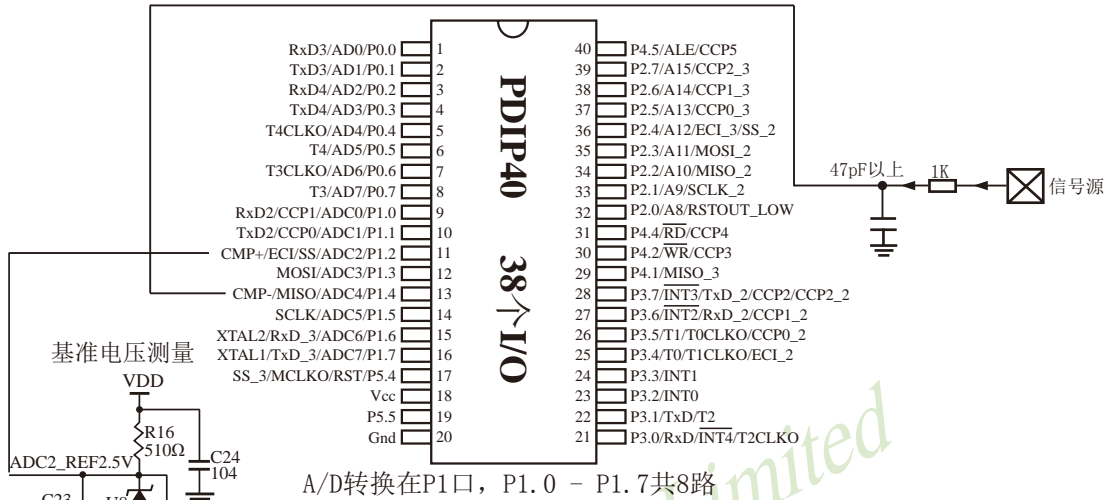 RxD3/AD0/P0.0 1
TxD3/AD1/P0.1 2
RxD4/AD2/P0.2 3
TxD4/AD3/P0.3 4
T4CLKO/AD4/P0.4 5
T4/AD5/P0.5 6
T3CLKO/AD6/P0.6 7
T3/AD7/P0.7 8
RxD2/CCP1/ADC0/P1.0 9
TxD2/CCP0/ADC1/P1.1 10
CMP+/ECI/SS/ADC2/P1.2 11
MOSI/ADC3/P1.3 12
CMP-/MISO/ADC4/P1.4 13
SCLK/ADC5/P1.5 14
XTAL2/RxD_3/ADC6/P1.6 15
XTAL1/TxD_3/ADC7/P1.7 16
SS_3/MCLKO/RST/P5.4 17
Vcc 18
P5.5 19
Gnd 20
PDIP40 38个I/O
40 P4.5/ALE/CCP5
39 P2.7/A15/CCP2_3
38 P2.6/A14/CCP1_3
37 P2.5/A13/CCP0_3
36 P2.4/A12/ECI_3/SS_2
35 P2.3/A11/MOSI_2
34 P2.2/A10/MISO_2
33 P2.1/A9/SCLK_2
32 P2.0/A8/RSTOUT_LOW
31 P4.4/RD/CCP4
30 P4.2/WR/CCP3
29 P4.1/MISO_3
28 P3.7/INT3/TxD_2/CCP2/CCP2_2
27 P3.6/INT2/RxD_2/CCP1_2
26 P3.5/T1/T0CLKO/CCP0_2
25 P3.4/T0/T1CLKO/ECI_2
24 P3.3/INT1
23 P3.2/INT0
22 P3.1/TxD/T2
21 P3.0/RxD/INT4/T2CLKO
47pF以上
1K
信号源
基准电压测量
VDD
R16
510Ω
C24
104
ADC2_REF2.5V
C23
A/D转换在P1口，P1.0 - P1.7共8路
imited